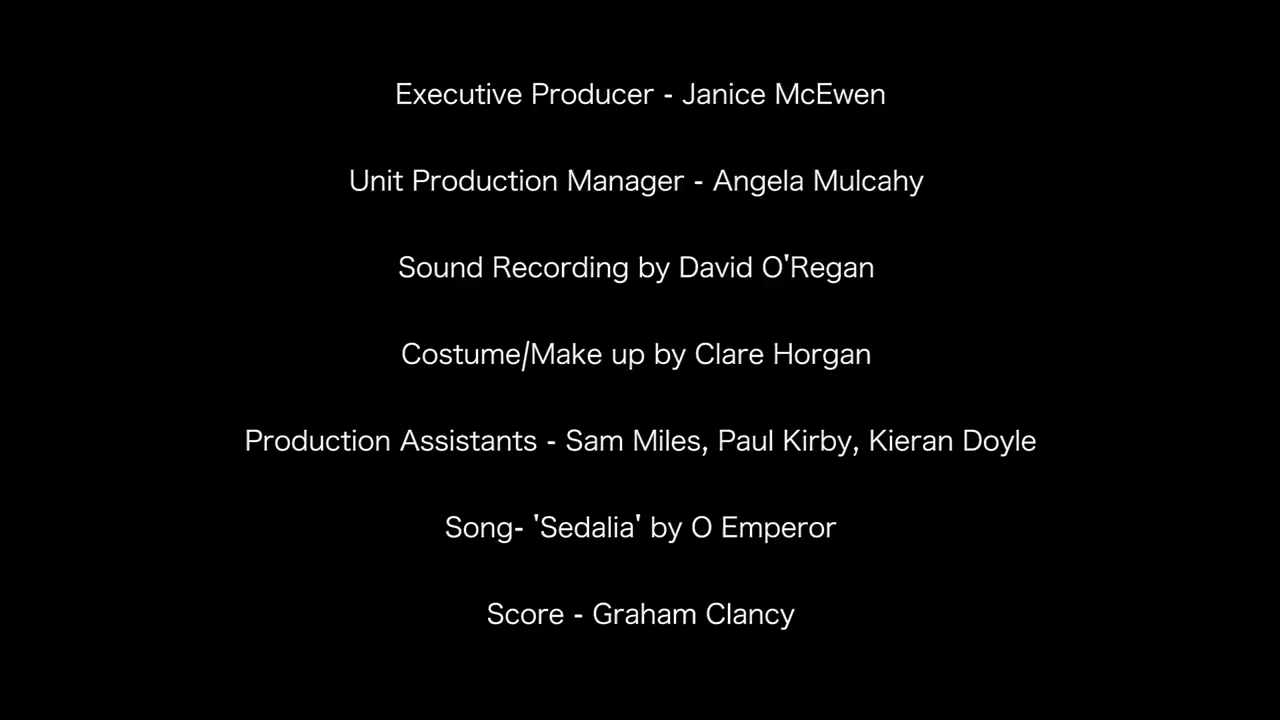 Executive Producer - Janice McEwen
Unit Production Manager - Angela Mulcahy
Sound Recording by David O'Regan
Costume/Make up by Clare Horgan
Production Assistants - Sam Miles, Paul Kirby, Kieran Doyle
Song- 'Sedalia' by O Emperor
Score - Graham Clancy